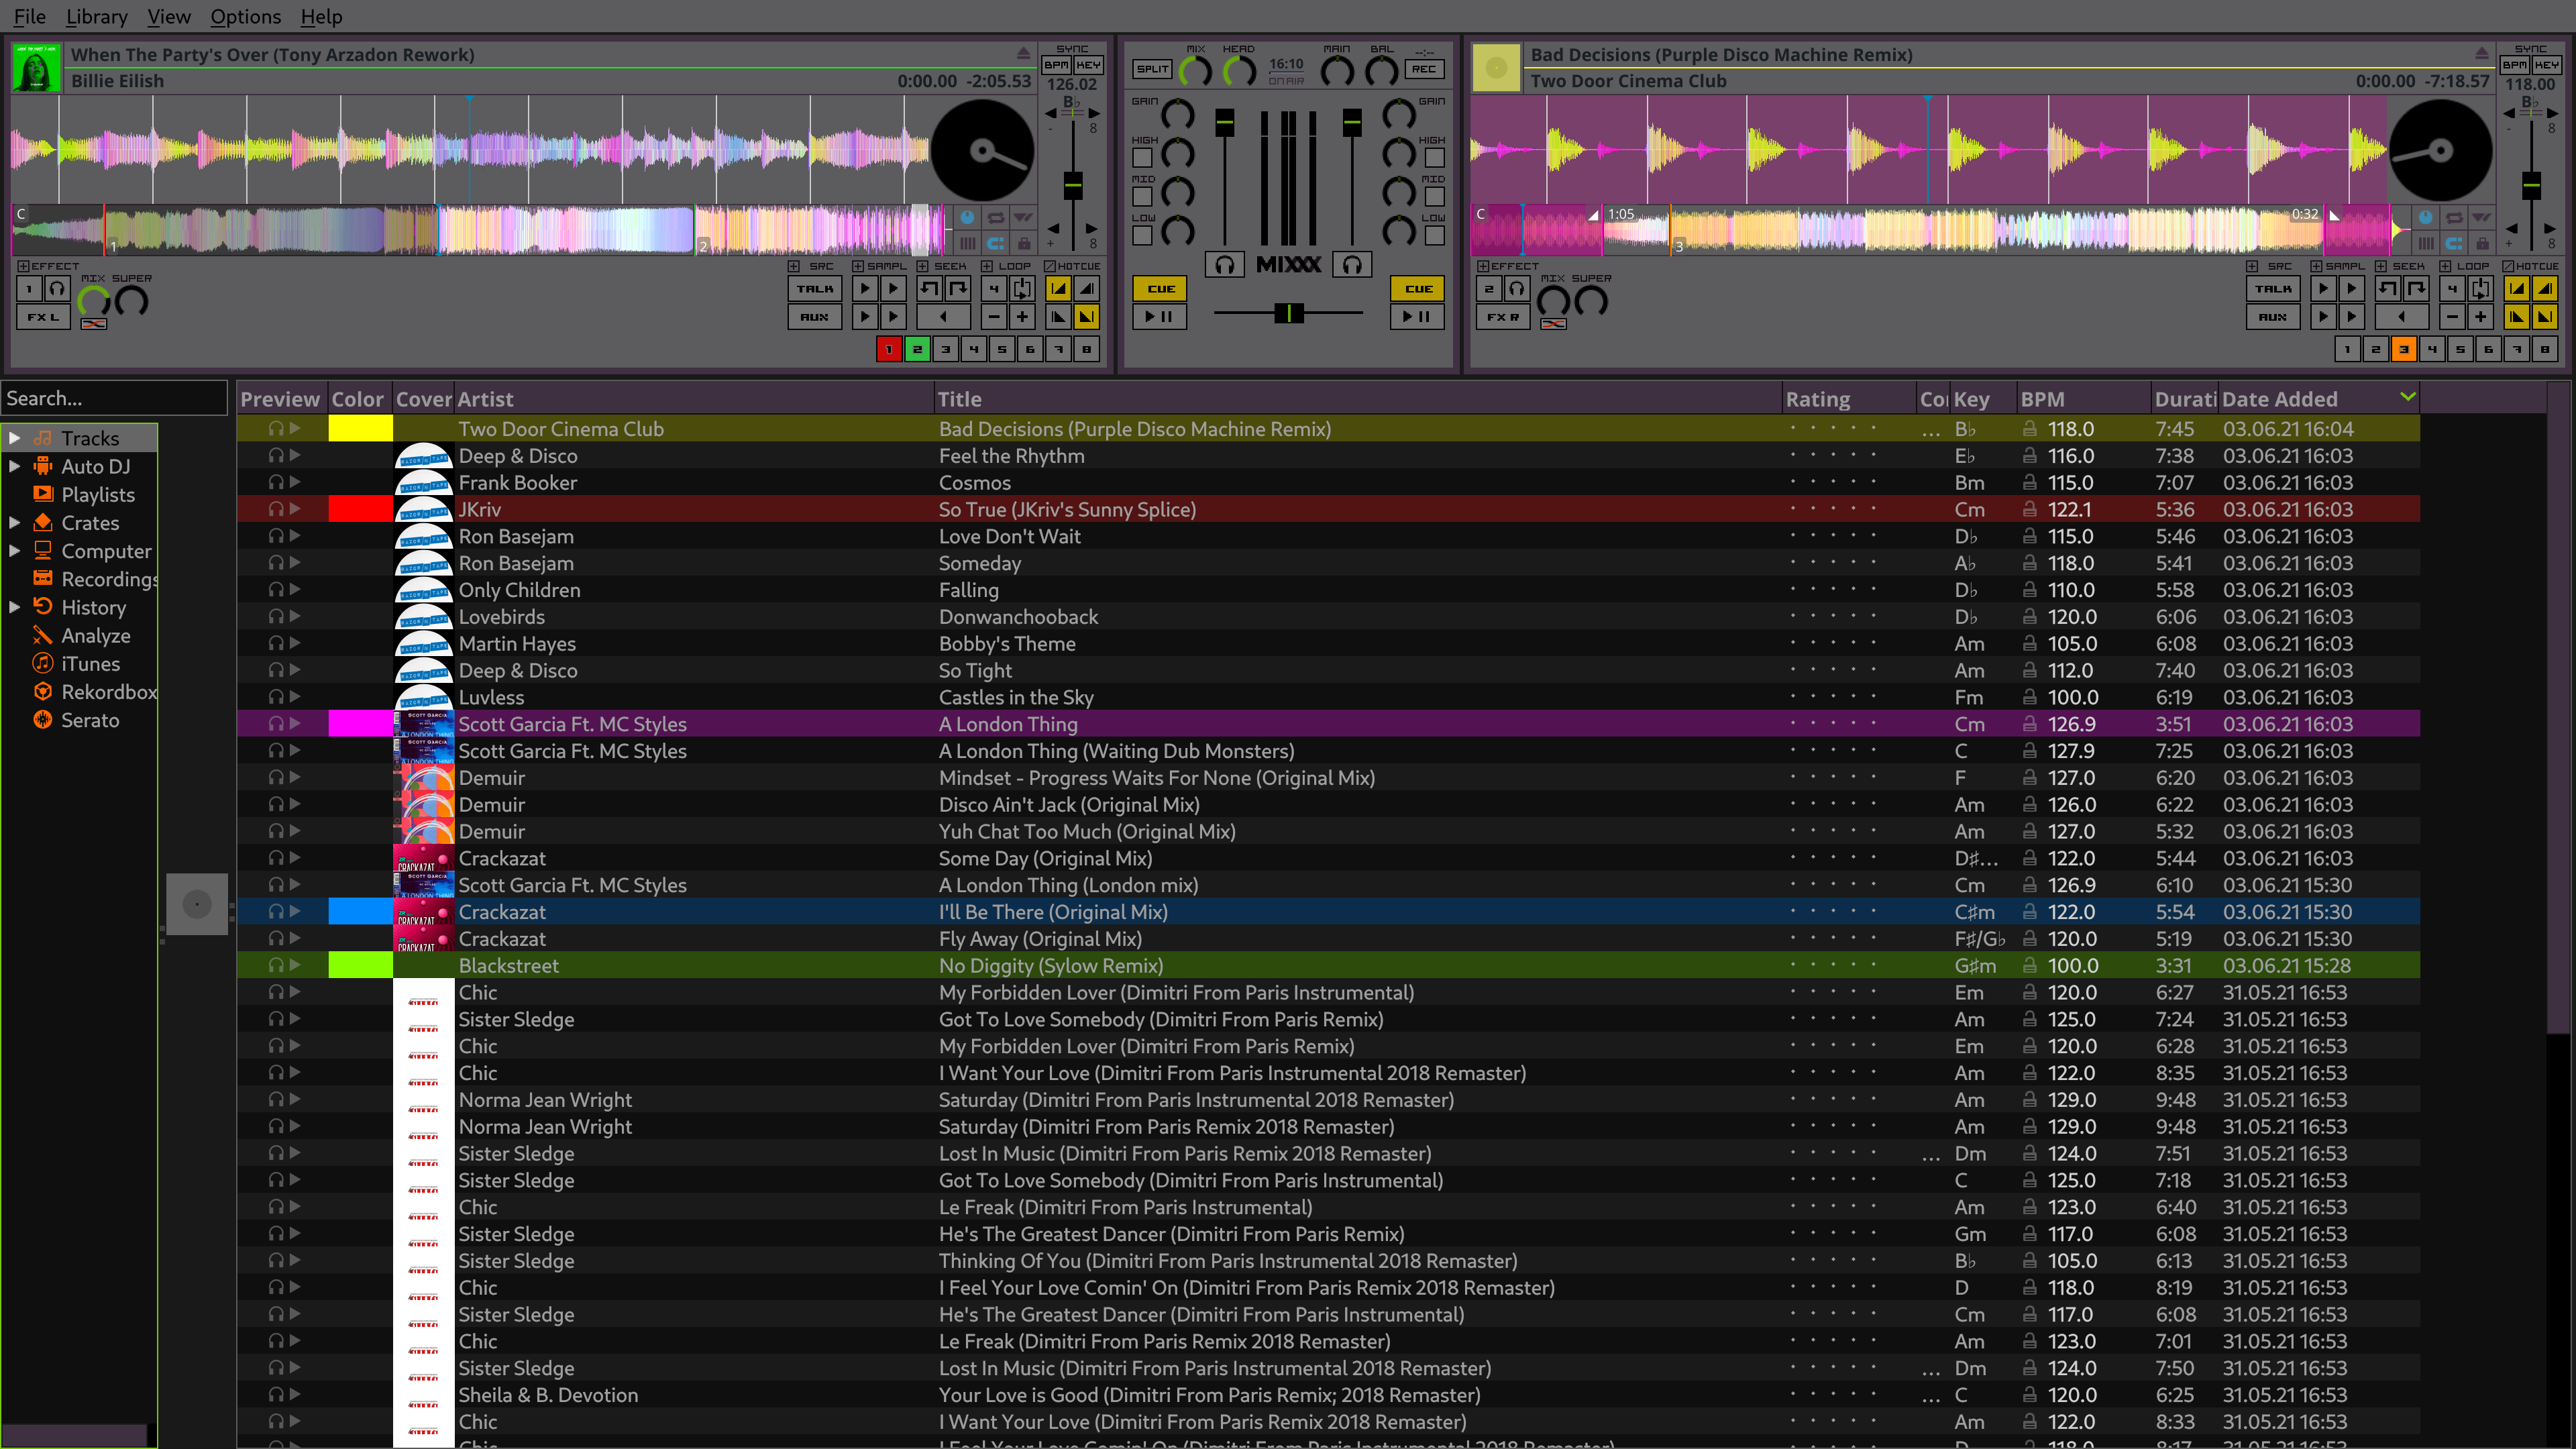 File Library View Options Help
When The Party's Over (Tony Arzadon Rework)
Billie Eilish 0:00.00 -2:05.53
SYNC
BPM KEY
126.02
B♭
- 8
+ 8
C 1 2
EFFECT MIX SUPER
1
FX L
SRC SAMPL SEEK LOOP HOTCUE
TALK 4
AUX - +
1 2 3 4 5 6 7 8
MIX HEAD MAIN BAL --:--
SPLIT 16:10 REC
ON AIR
GAIN GAIN
HIGH HIGH
MID MID
LOW LOW
MIXXX
CUE CUE
Bad Decisions (Purple Disco Machine Remix)
Two Door Cinema Club 0:00.00 -7:18.57
SYNC
BPM KEY
118.00
B♭
- 8
+ 8
C 1:05 3 0:32
EFFECT MIX SUPER
2
FX R
SRC SAMPL SEEK LOOP HOTCUE
TALK 4
AUX - +
1 2 3 4 5 6 7 8
Search...
Tracks
Auto DJ
Playlists
Crates
Computer
Recordings
History
Analyze
iTunes
Rekordbox
Serato
Preview Color Cover Artist Title Rating Co Key BPM Durati Date Added
Two Door Cinema Club Bad Decisions (Purple Disco Machine Remix) ... B♭ 118.0 7:45 03.06.21 16:04
Deep & Disco Feel the Rhythm E♭ 116.0 7:38 03.06.21 16:03
Frank Booker Cosmos Bm 115.0 7:07 03.06.21 16:03
JKriv So True (JKriv's Sunny Splice) Cm 122.1 5:36 03.06.21 16:03
Ron Basejam Love Don't Wait D♭ 115.0 5:46 03.06.21 16:03
Ron Basejam Someday A♭ 118.0 5:41 03.06.21 16:03
Only Children Falling D♭ 110.0 5:58 03.06.21 16:03
Lovebirds Donwanchooback D♭ 120.0 6:06 03.06.21 16:03
Martin Hayes Bobby's Theme Am 105.0 6:08 03.06.21 16:03
Deep & Disco So Tight Am 112.0 7:40 03.06.21 16:03
Luvless Castles in the Sky Fm 100.0 6:19 03.06.21 16:03
Scott Garcia Ft. MC Styles A London Thing Cm 126.9 3:51 03.06.21 16:03
Scott Garcia Ft. MC Styles A London Thing (Waiting Dub Monsters) C 127.9 7:25 03.06.21 16:03
Demuir Mindset - Progress Waits For None (Original Mix) F 127.0 6:20 03.06.21 16:03
Demuir Disco Ain't Jack (Original Mix) Am 126.0 6:22 03.06.21 16:03
Demuir Yuh Chat Too Much (Original Mix) Am 127.0 5:32 03.06.21 16:03
Crackazat Some Day (Original Mix) D♯... 122.0 5:44 03.06.21 16:03
Scott Garcia Ft. MC Styles A London Thing (London mix) Cm 126.9 6:10 03.06.21 15:30
Crackazat I'll Be There (Original Mix) C♯m 122.0 5:54 03.06.21 15:30
Crackazat Fly Away (Original Mix) F♯/G♭ 120.0 5:19 03.06.21 15:30
Blackstreet No Diggity (Sylow Remix) G♯m 100.0 3:31 03.06.21 15:28
Chic My Forbidden Lover (Dimitri From Paris Instrumental) Em 120.0 6:27 31.05.21 16:53
Sister Sledge Got To Love Somebody (Dimitri From Paris Remix) Am 125.0 7:24 31.05.21 16:53
Chic My Forbidden Lover (Dimitri From Paris Remix) Em 120.0 6:28 31.05.21 16:53
Chic I Want Your Love (Dimitri From Paris Instrumental 2018 Remaster) Am 122.0 8:35 31.05.21 16:53
Norma Jean Wright Saturday (Dimitri From Paris Instrumental 2018 Remaster) Am 129.0 9:48 31.05.21 16:53
Norma Jean Wright Saturday (Dimitri From Paris Remix 2018 Remaster) Am 129.0 9:48 31.05.21 16:53
Sister Sledge Lost In Music (Dimitri From Paris Remix 2018 Remaster) ... Dm 124.0 7:51 31.05.21 16:53
Sister Sledge Got To Love Somebody (Dimitri From Paris Instrumental) C 125.0 7:18 31.05.21 16:53
Chic Le Freak (Dimitri From Paris Instrumental) Am 123.0 6:40 31.05.21 16:53
Sister Sledge He's The Greatest Dancer (Dimitri From Paris Remix) Gm 117.0 6:08 31.05.21 16:53
Sister Sledge Thinking Of You (Dimitri From Paris Instrumental 2018 Remaster) B♭ 105.0 6:13 31.05.21 16:53
Chic I Feel Your Love Comin' On (Dimitri From Paris Remix 2018 Remaster) D 118.0 8:19 31.05.21 16:53
Sister Sledge He's The Greatest Dancer (Dimitri From Paris Instrumental) Cm 117.0 6:08 31.05.21 16:53
Chic Le Freak (Dimitri From Paris Remix 2018 Remaster) Am 123.0 7:01 31.05.21 16:53
Sister Sledge Lost In Music (Dimitri From Paris Instrumental 2018 Remaster) ... Dm 124.0 7:50 31.05.21 16:53
Sheila & B. Devotion Your Love is Good (Dimitri From Paris Remix; 2018 Remaster) ... C 120.0 6:25 31.05.21 16:53
Chic I Want Your Love (Dimitri From Paris Remix 2018 Remaster) Am 122.0 8:33 31.05.21 16:53
Chic I Feel Your Love Comin' On (Dimitri From Paris Instrumental 2018 Remaster) D 118.0 8:17 31.05.21 16:53